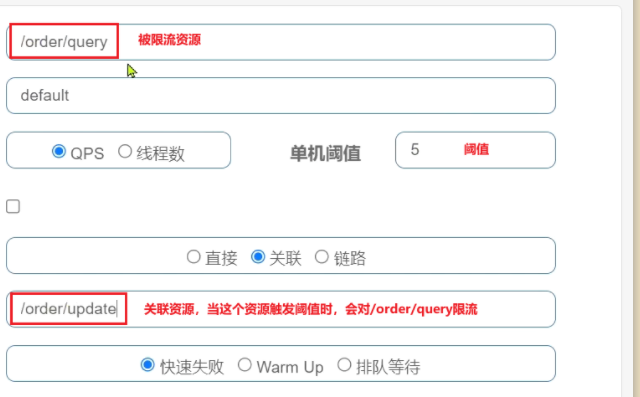 /order/query 被限流资源
default
QPS 线程数 单机阈值 5 阈值
直接 关联 链路
/order/update 关联资源，当这个资源触发阈值时，会对/order/query限流
快速失败 Warm Up 排队等待